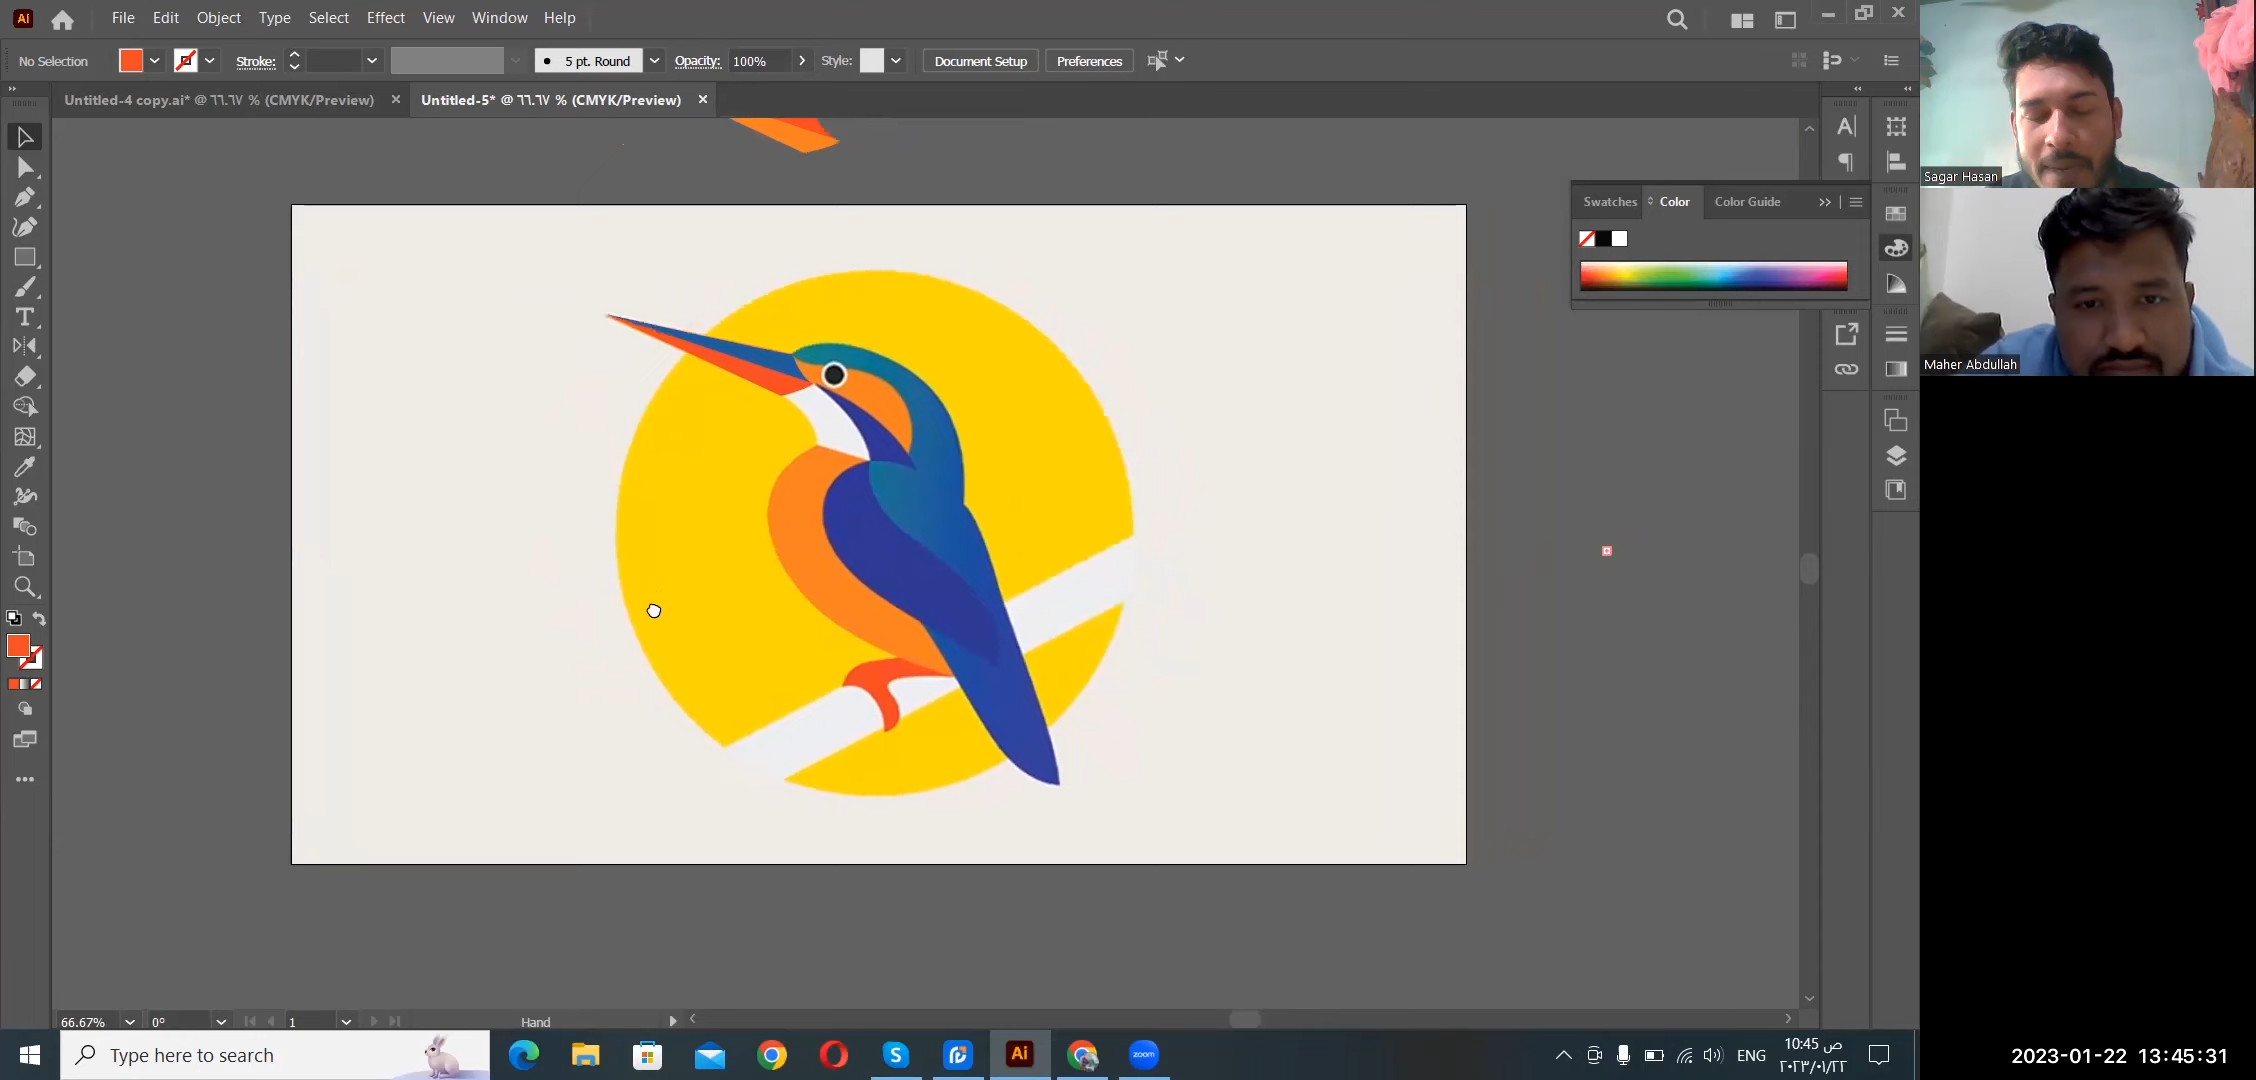 Ai File Edit Object Type Select Effect View Window Help
No Selection Stroke: 5 pt. Round Opacity: 100% Style: Document Setup Preferences
Untitled-4 copy.ai* @ ٦٦.٦٧ % (CMYK/Preview) Untitled-5* @ ٦٦.٦٧ % (CMYK/Preview)
Swatches Color Color Guide
Sagar Hasan
Maher Abdullah
66.67% 0° 1 Hand
Type here to search
Ai
zoom
ENG
10:45 ص
٢٠٢٣/٠١/٢٢
2023-01-22 13:45:31